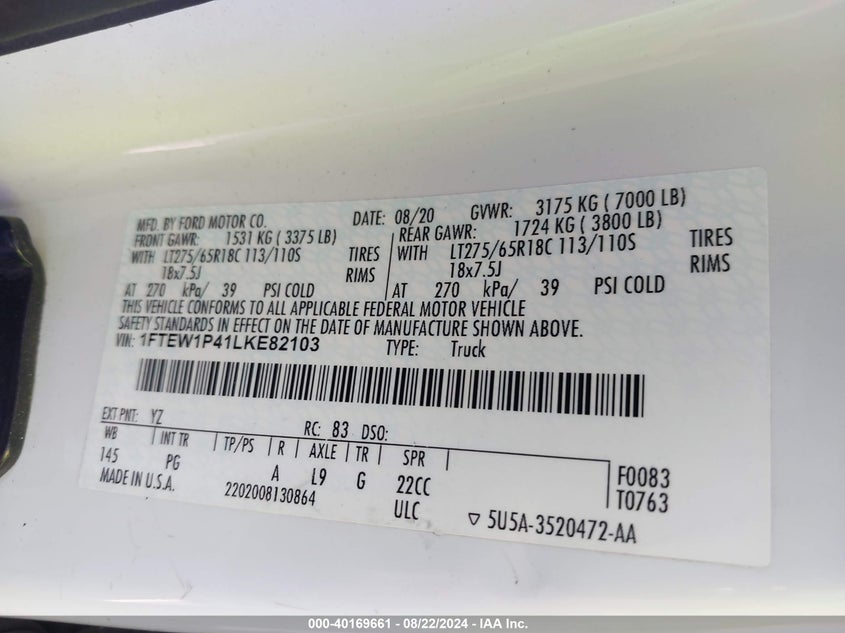 MFD. BY FORD MOTOR CO. DATE: 08/20 GVWR: 3175 KG ( 7000 LB)
FRONT GAWR: 1531 KG ( 3375 LB) REAR GAWR: 1724 KG ( 3800 LB)
WITH LT275/65R18C 113/110S TIRES WITH LT275/65R18C 113/110S TIRES
18x7.5J RIMS 18x7.5J RIMS
AT 270 kPa/ 39 PSI COLD AT 270 kPa/ 39 PSI COLD
THIS VEHICLE CONFORMS TO ALL APPLICABLE FEDERAL MOTOR VEHICLE
SAFETY STANDARDS IN EFFECT ON THE DATE OF MANUFACTURE SHOWN ABOVE.
VIN: 1FTEW1P41LKE82103 TYPE: Truck
EXT PNT: YZ RC: 83 DSO:
WB INT TR TP/PS R AXLE TR SPR
145 PG A L9 G 22CC F0083
MADE IN U.S.A. 2202008130864 ULC T0763
▽ 5U5A-3520472-AA
000-40169661 - 08/22/2024 - IAA Inc.